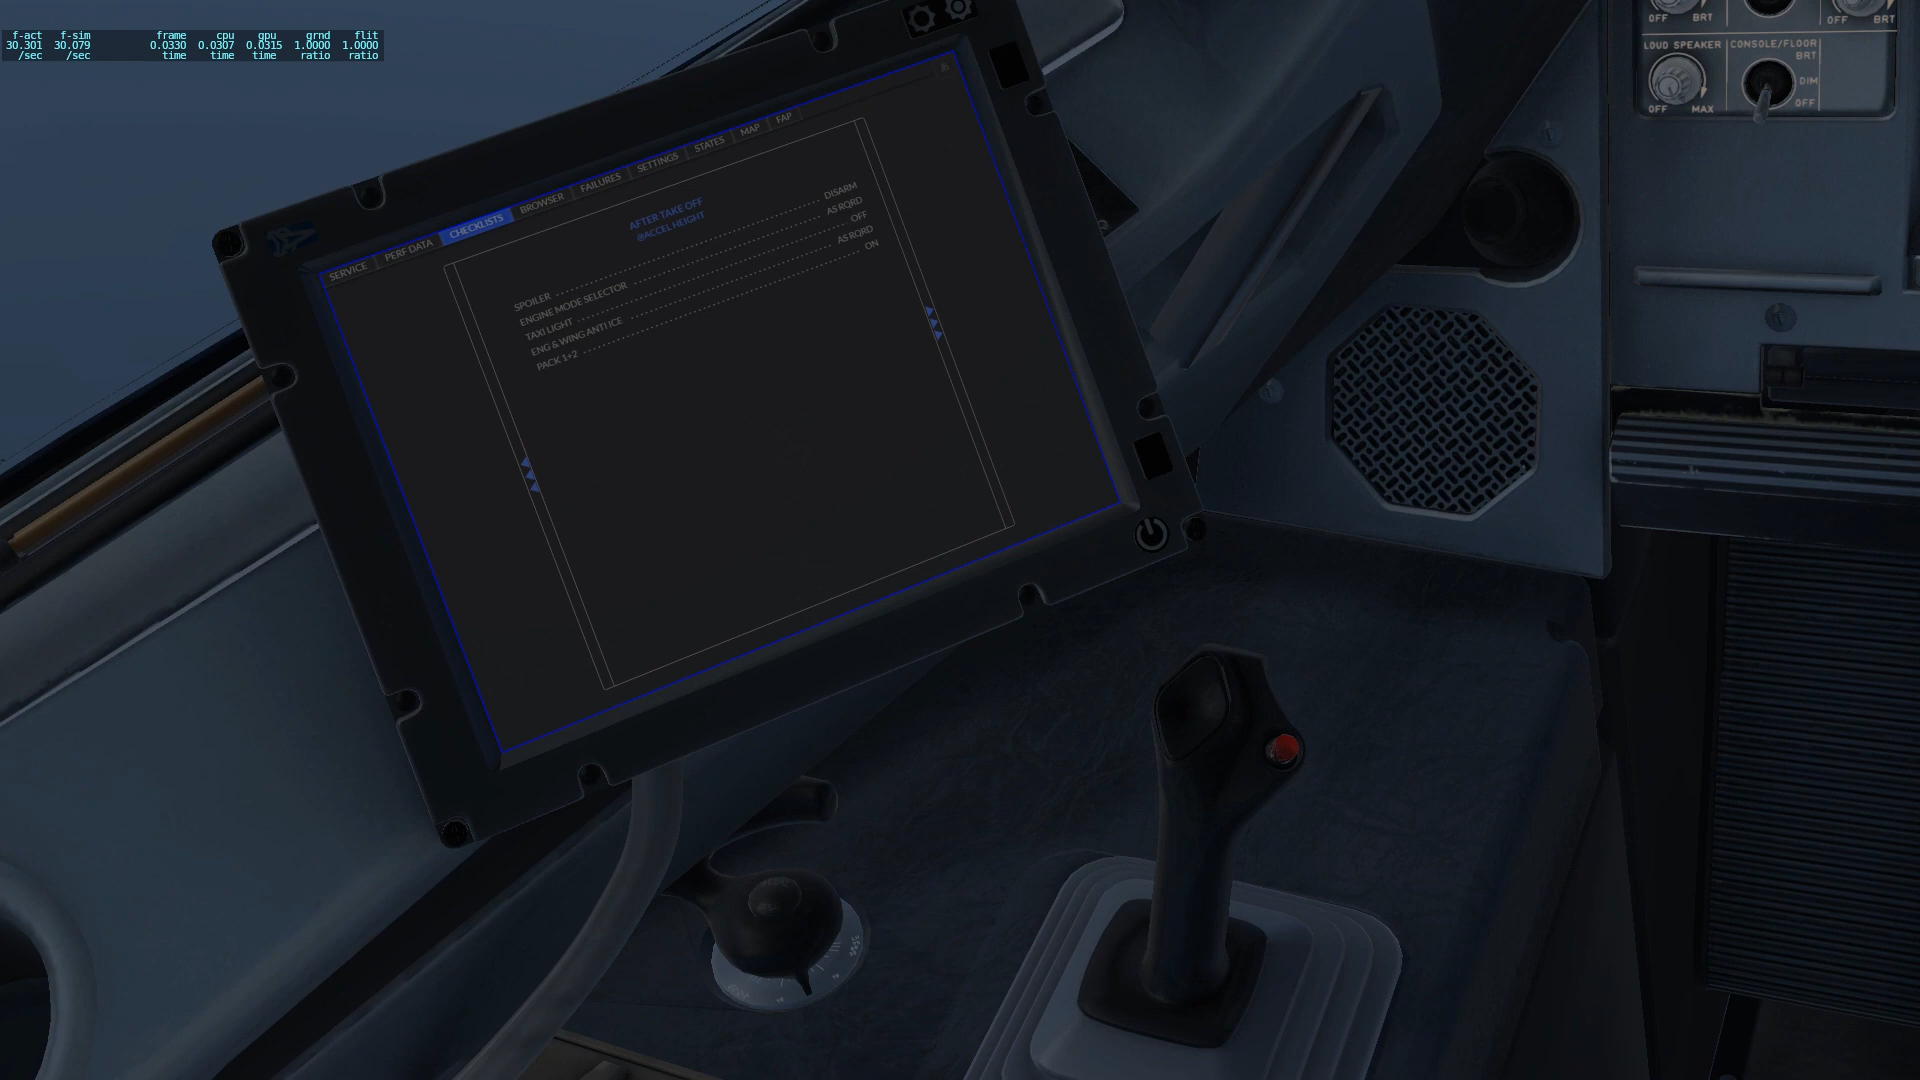 f-act f-sim frame cpu gpu grnd flit
30.301 30.079 0.0330 0.0307 0.0315 1.0000 1.0000
/sec /sec time time time ratio ratio
OFF BRT OFF BRT
LOUD SPEAKER CONSOLE/FLOOR
BRT
DIM
OFF MAX OFF
SERVICE PERF DATA CHECKLISTS BROWSER FAILURES SETTINGS STATES MAP FAP
AFTER TAKE OFF
@ACCEL HEIGHT
SPOILER DISARM
ENGINE MODE SELECTOR AS RQRD
TAXI LIGHT OFF
ENG & WING ANTI ICE AS RQRD
PACK 1+2 ON